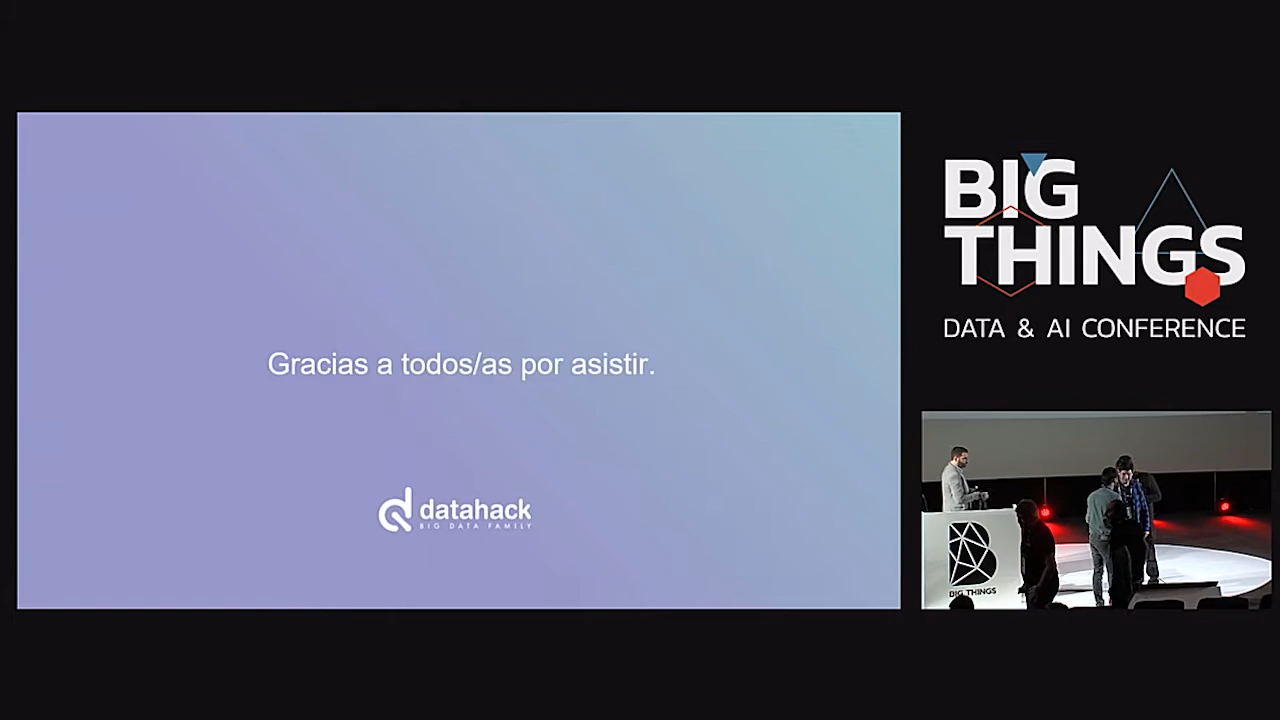 Gracias a todos/as por asistir.
datahack
BIG DATA FAMILY
BIG
THINGS
DATA & AI CONFERENCE
BIG THINGS